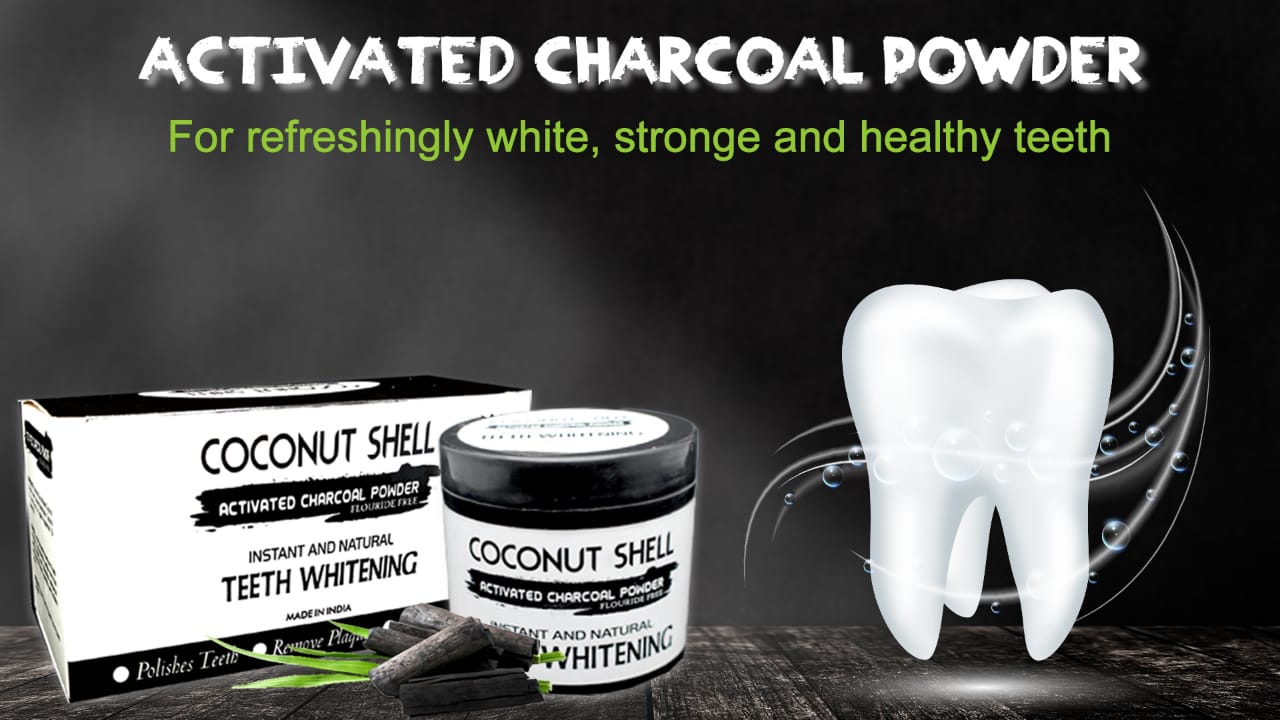 ACTIVATED CHARCOAL POWDER
For refreshingly white, stronge and healthy teeth
COCONUT SHELL
ACTIVATED CHARCOAL POWDER
FLOURIDE FREE
INSTANT AND NATURAL
TEETH WHITENING
MADE IN INDIA
Polishes Teeth Remove Plaque
TEETH WHITENING
COCONUT SHELL
ACTIVATED CHARCOAL POWDER
FLOURIDE FREE
INSTANT AND NATURAL
WHITENING